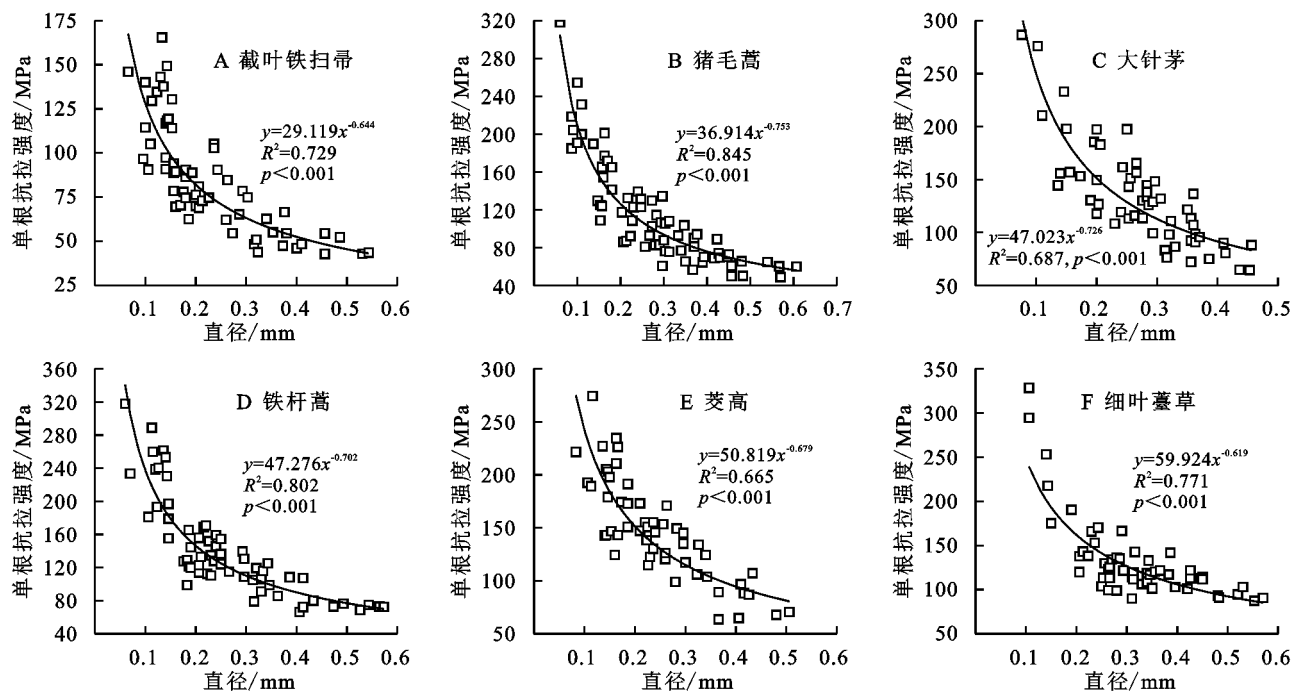 单根抗拉强度/MPa
175
150
125
100
75
50
25
A 截叶铁扫帚
y=29.119x^-0.644
R²=0.729
p<0.001
0.1 0.2 0.3 0.4 0.5 0.6
直径/mm
单根抗拉强度/MPa
320
280
240
200
160
120
80
40
B 猪毛蒿
y=36.914x^-0.753
R²=0.845
p<0.001
0.1 0.2 0.3 0.4 0.5 0.6 0.7
直径/mm
单根抗拉强度/MPa
300
250
200
150
100
50
C 大针茅
y=47.023x^-0.726
R²=0.687, p<0.001
0.1 0.2 0.3 0.4 0.5
直径/mm
单根抗拉强度/MPa
360
320
280
240
200
160
120
80
40
D 铁杆蒿
y=47.276x^-0.702
R²=0.802
p<0.001
0.1 0.2 0.3 0.4 0.5 0.6
直径/mm
单根抗拉强度/MPa
300
250
200
150
100
50
E 茭高
y=50.819x^-0.679
R²=0.665
p<0.001
0.1 0.2 0.3 0.4 0.5 0.6
直径/mm
单根抗拉强度/MPa
350
300
250
200
150
100
50
F 细叶薹草
y=59.924x^-0.619
R²=0.771
p<0.001
0.1 0.2 0.3 0.4 0.5 0.6
直径/mm